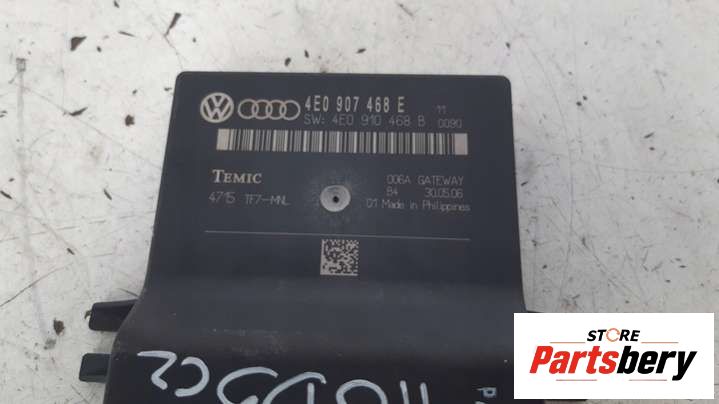 4E0 907 468 E 11
SW: 4E0 910 468 B 0090
TEMIC
006A GATEWAY
4715 TF7-MNL
B4 30.05.06
01 Made in Philippines
STORE
Partsbery